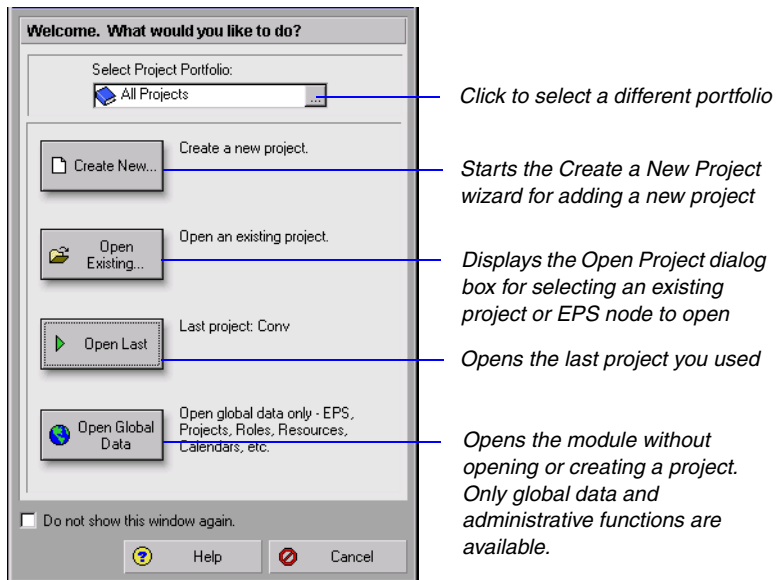 Welcome. What would you like to do?
Select Project Portfolio:
All Projects
...
Click to select a different portfolio
Create New...
Create a new project.
Starts the Create a New Project
wizard for adding a new project
Open
Existing...
Open an existing project.
Displays the Open Project dialog
box for selecting an existing
project or EPS node to open
Open Last
Last project: Conv
Opens the last project you used
Open Global
Data
Open global data only - EPS,
Projects, Roles, Resources,
Calendars, etc.
Opens the module without
opening or creating a project.
Only global data and
administrative functions are
available.
Do not show this window again.
Help
Cancel